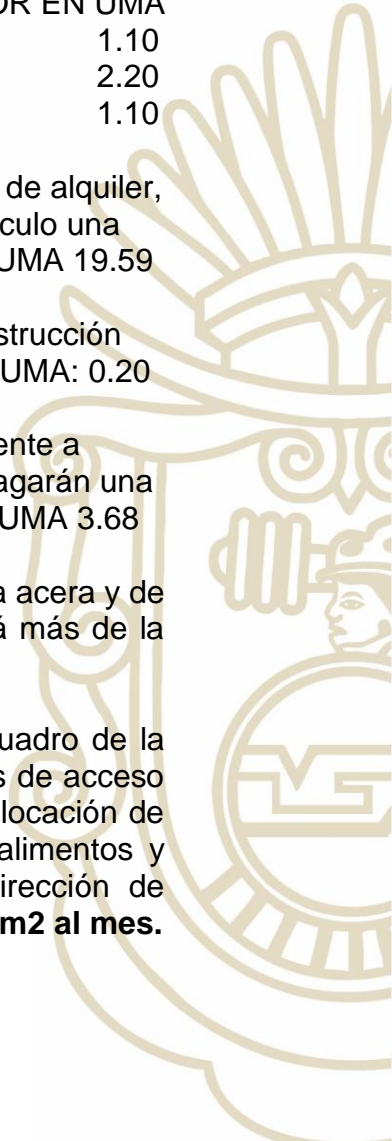 OR EN UMA
1.10
2.20
1.10
de alquiler,
culo una
UMA 19.59
strucción
UMA: 0.20
ente a
agarán una
UMA 3.68
a acera y de
á más de la
uadro de la
s de acceso
locación de
alimentos y
irección de
m2 al mes.